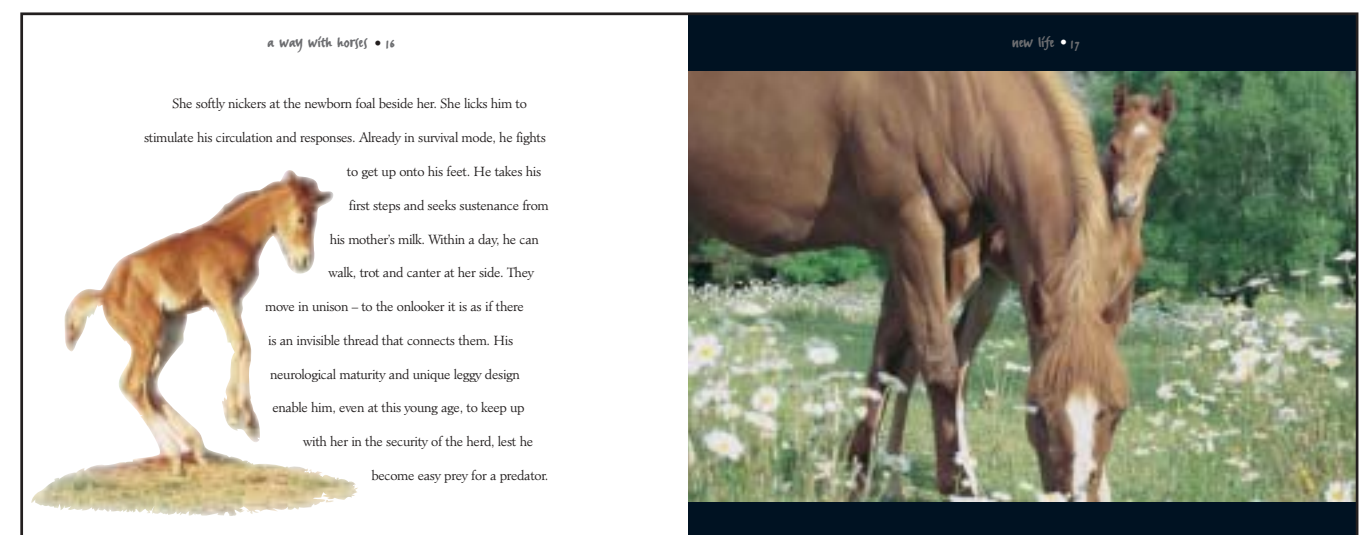 a way with horses • 16
She softly nickers at the newborn foal beside her. She licks him to
stimulate his circulation and responses. Already in survival mode, he fights
to get up onto his feet. He takes his
first steps and seeks sustenance from
his mother’s milk. Within a day, he can
walk, trot and canter at her side. They
move in unison – to the onlooker it is as if there
is an invisible thread that connects them. His
neurological maturity and unique leggy design
enable him, even at this young age, to keep up
with her in the security of the herd, lest he
become easy prey for a predator.
new life • 17